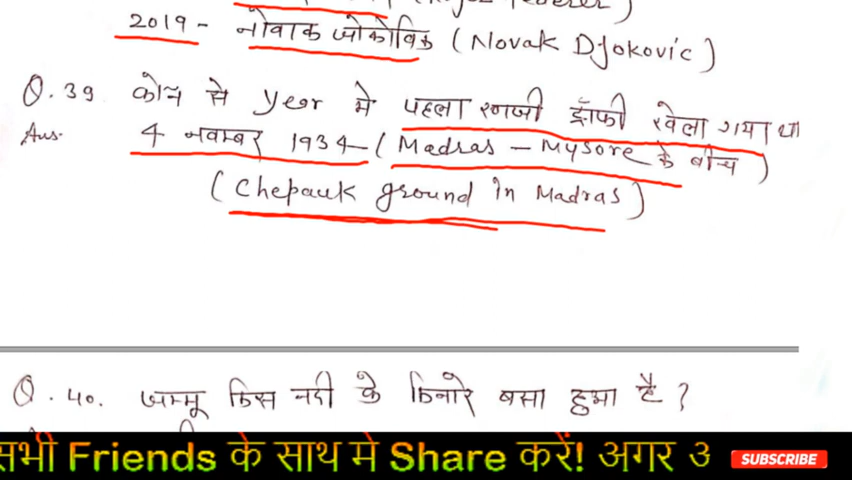 2019 - नोवाक जोकोविक (Novak Djokovic)
Q.39 कौन से year मे पहला रणजी ट्रॉफी खेला गया था
Ans. 4 नवम्बर 1934 - (Madras - Mysore के बीच)
(Chepauk ground in Madras)
Q.40. जम्मू किस नदी के किनारे बसा हुआ है?
सभी Friends के साथ मे Share करें! अगर
SUBSCRIBE